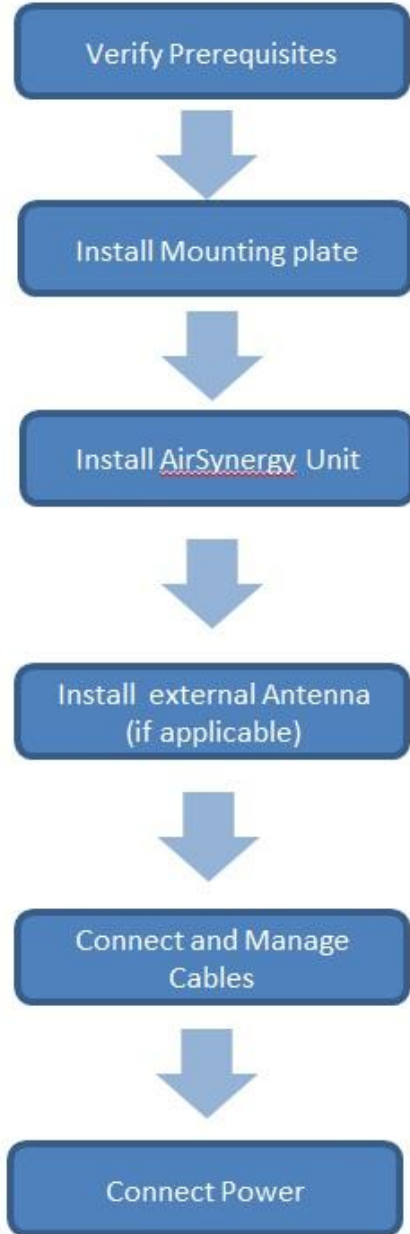 Verify Prerequisites
Install Mounting plate
Install AirSynergy Unit
Install external Antenna
(if applicable)
Connect and Manage
Cables
Connect Power